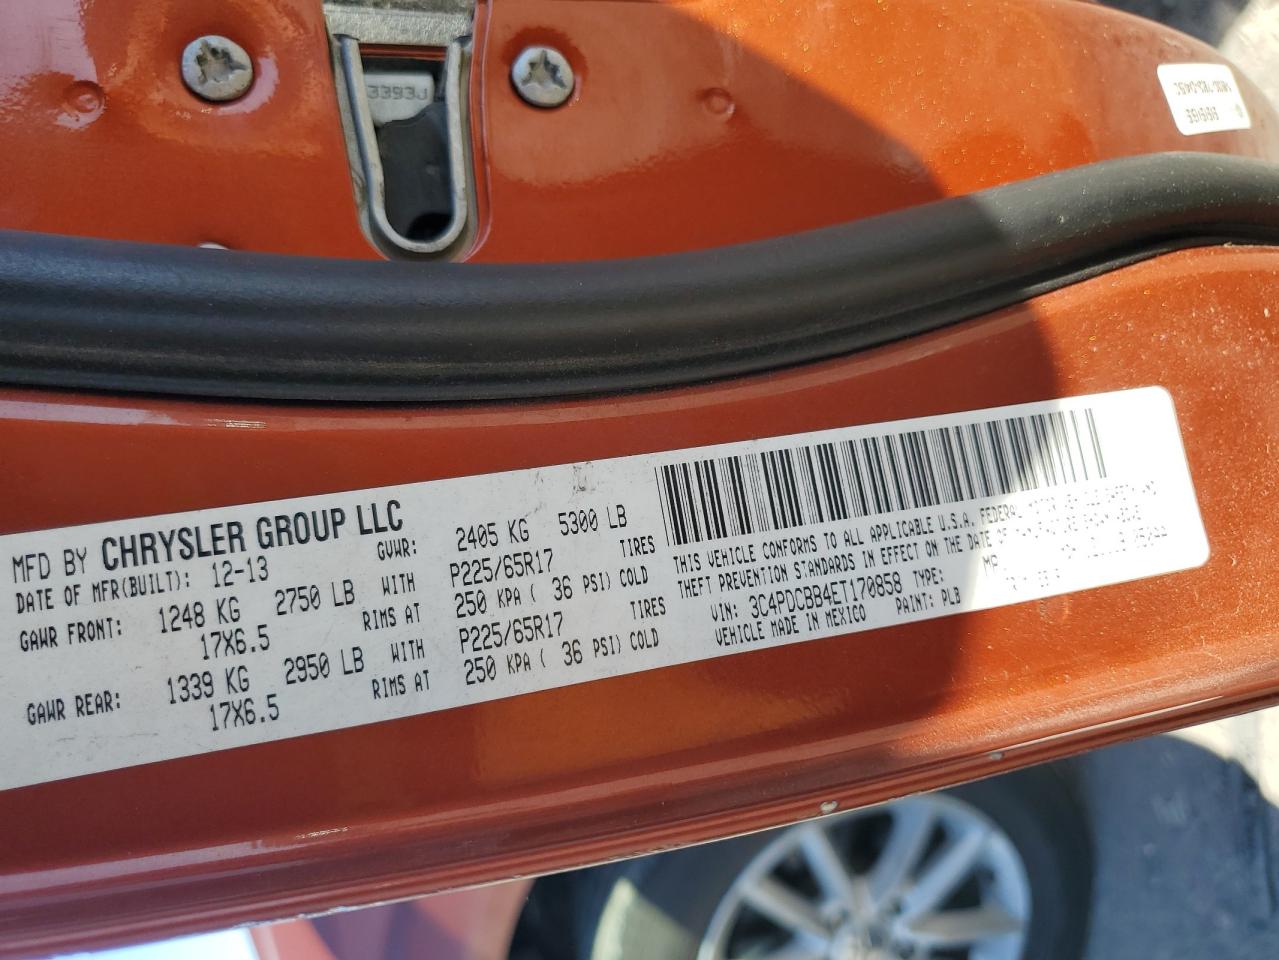 3393J
MFD BY CHRYSLER GROUP LLC
DATE OF MFR(BUILT): 12-13 GVWR: 2405 KG 5300 LB
GAWR FRONT: 1248 KG 2750 LB WITH P225/65R17 TIRES
17X6.5 RIMS AT 250 KPA ( 36 PSI) COLD
GAWR REAR: 1339 KG 2950 LB WITH P225/65R17 TIRES
17X6.5 RIMS AT 250 KPA ( 36 PSI) COLD
THIS VEHICLE CONFORMS TO ALL APPLICABLE U.S.A. FEDERAL
THEFT PREVENTION STANDARDS IN EFFECT ON THE DATE OF
VIN: 3C4PDCBB4ET170858 TYPE: MP
VEHICLE MADE IN MEXICO PAINT: PLB